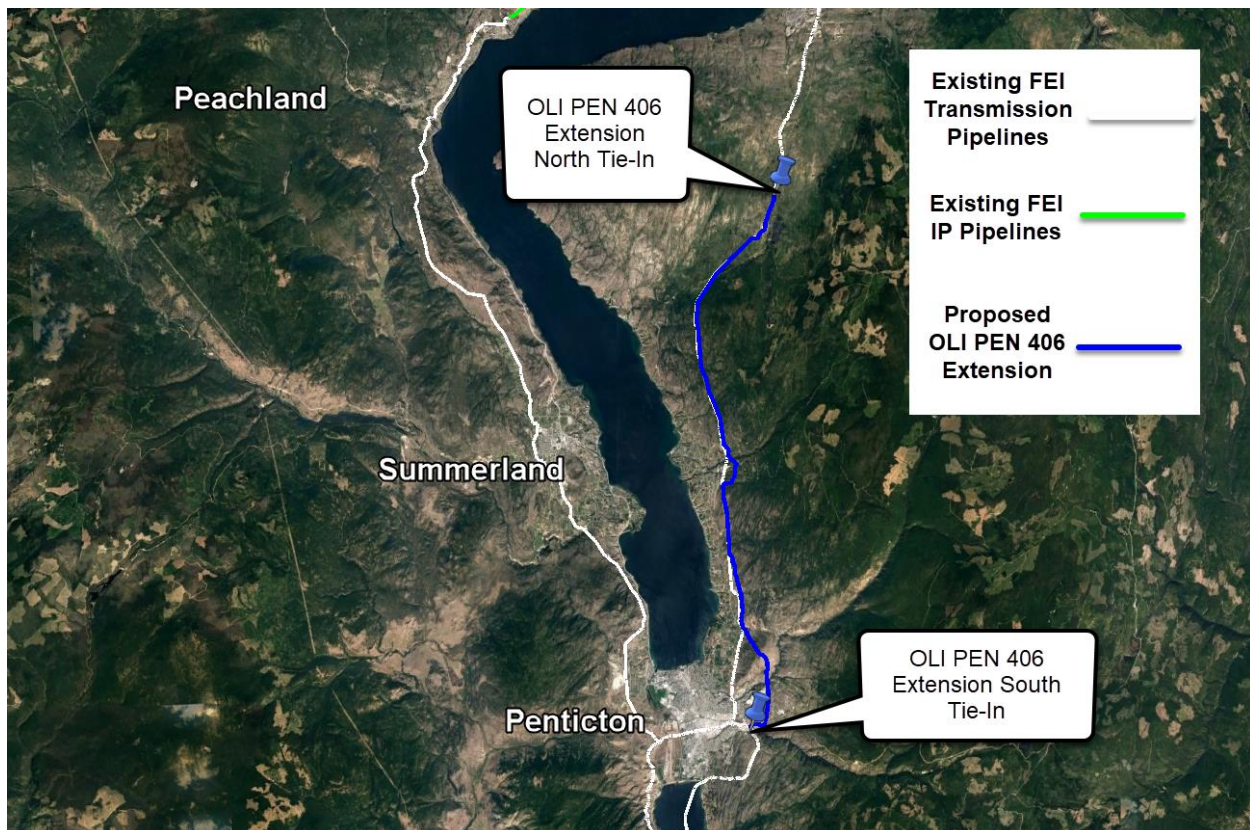 Peachland
OLI PEN 406
Extension
North Tie-In
Existing FEI
Transmission
Pipelines
Existing FEI
IP Pipelines
Proposed
OLI PEN 406
Extension
Summerland
Penticton
OLI PEN 406
Extension South
Tie-In